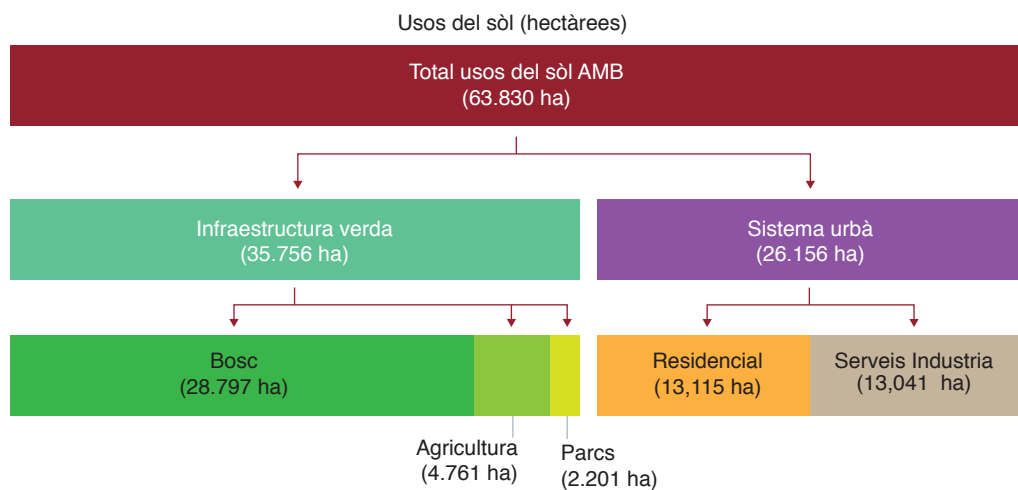 Usos del sòl (hectàrees)
Total usos del sòl AMB
(63.830 ha)
Infraestructura verda
(35.756 ha)
Sistema urbà
(26.156 ha)
Bosc
(28.797 ha)
Residencial
(13,115 ha)
Serveis Industria
(13,041 ha)
Agricultura
(4.761 ha)
Parcs
(2.201 ha)